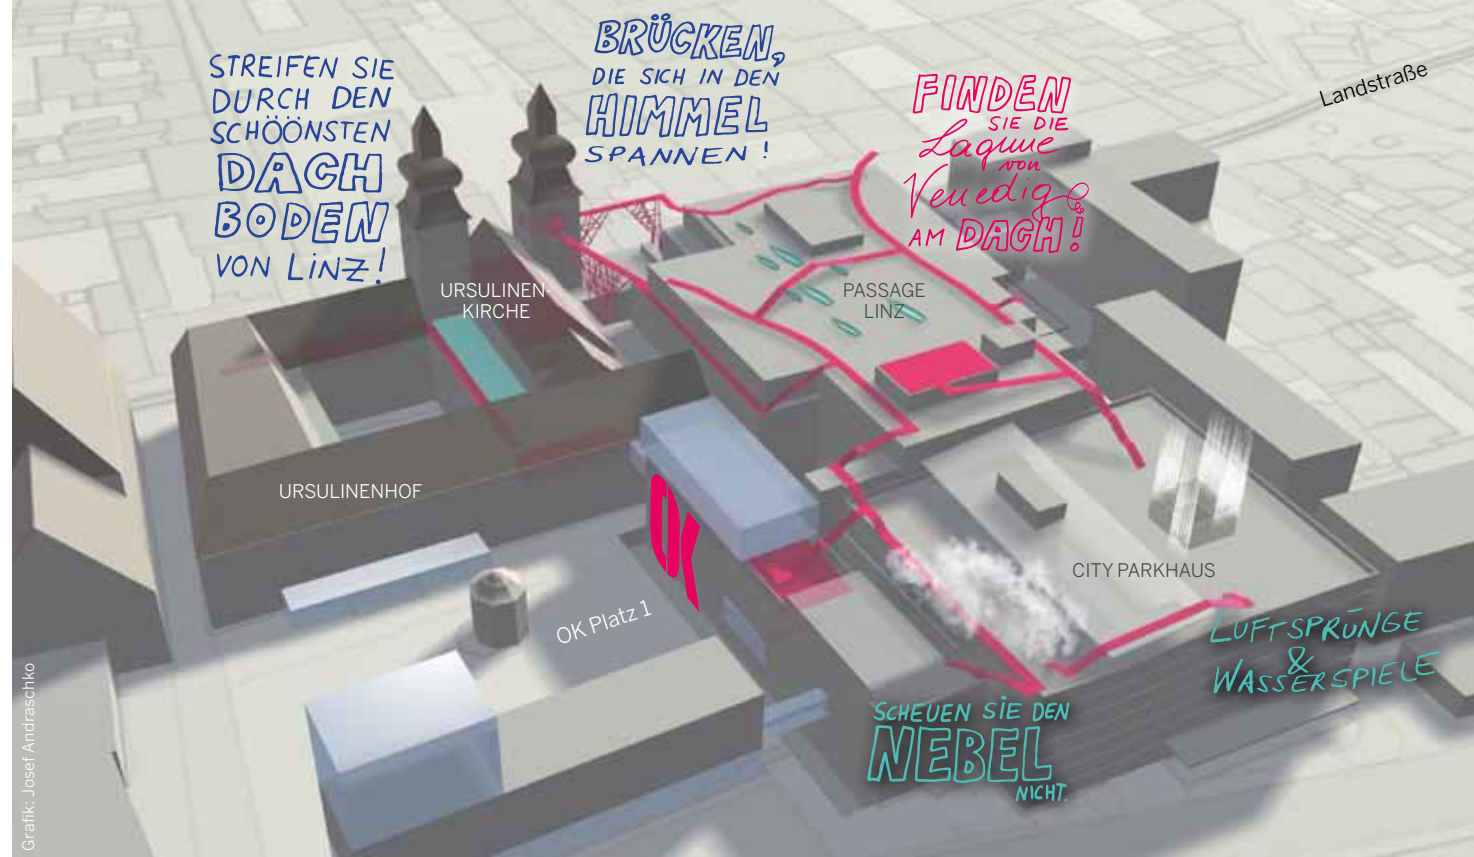 STREIFEN SIE
DURCH DEN
SCHÖÖNSTEN
DACH
BODEN
VON LINZ!
BRÜCKEN,
DIE SICH IN DEN
HIMMEL
SPANNEN!
FINDEN
SIE DIE
Lagune
von
Venedig
AM DACH!
Landstraße
URSULINEN-
KIRCHE
PASSAGE
LINZ
URSULINENHOF
OK
OK Platz 1
CITY PARKHAUS
LUFTSPRÜNGE
&
WASSERSPIELE
SCHEUEN SIE DEN
NEBEL
NICHT.
Grafik: Josef Andraschko